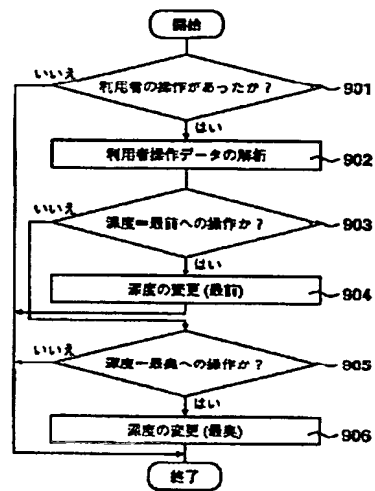 開始
利用者の操作があったか？
901
いいえ
はい
利用者操作データの解析
902
深度＝最前への操作か？
903
いいえ
はい
深度の変更(最前)
904
深度＝最奥への操作か？
905
いいえ
はい
深度の変更(最奥)
906
終了